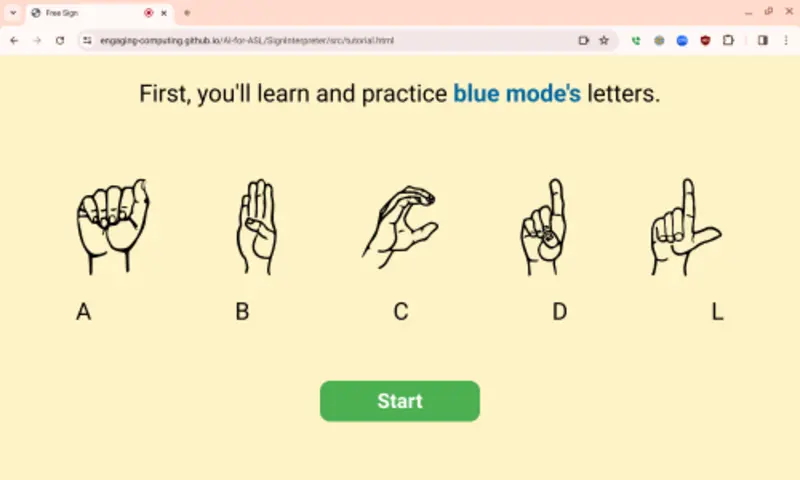 Free Sign
engaging-computing.github.io/AI-for-ASL/SignInterpreter/src/tutorial.html
First, you'll learn and practice blue mode's letters.
A B C D L
Start